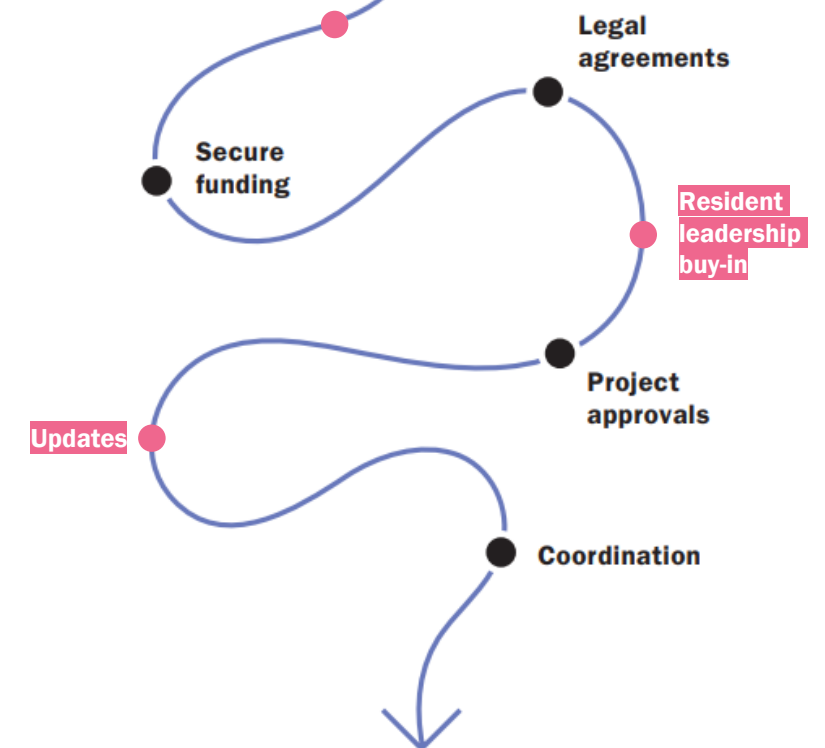 Legal
agreements
Secure
funding
Resident
leadership
buy-in
Project
approvals
Updates
Coordination